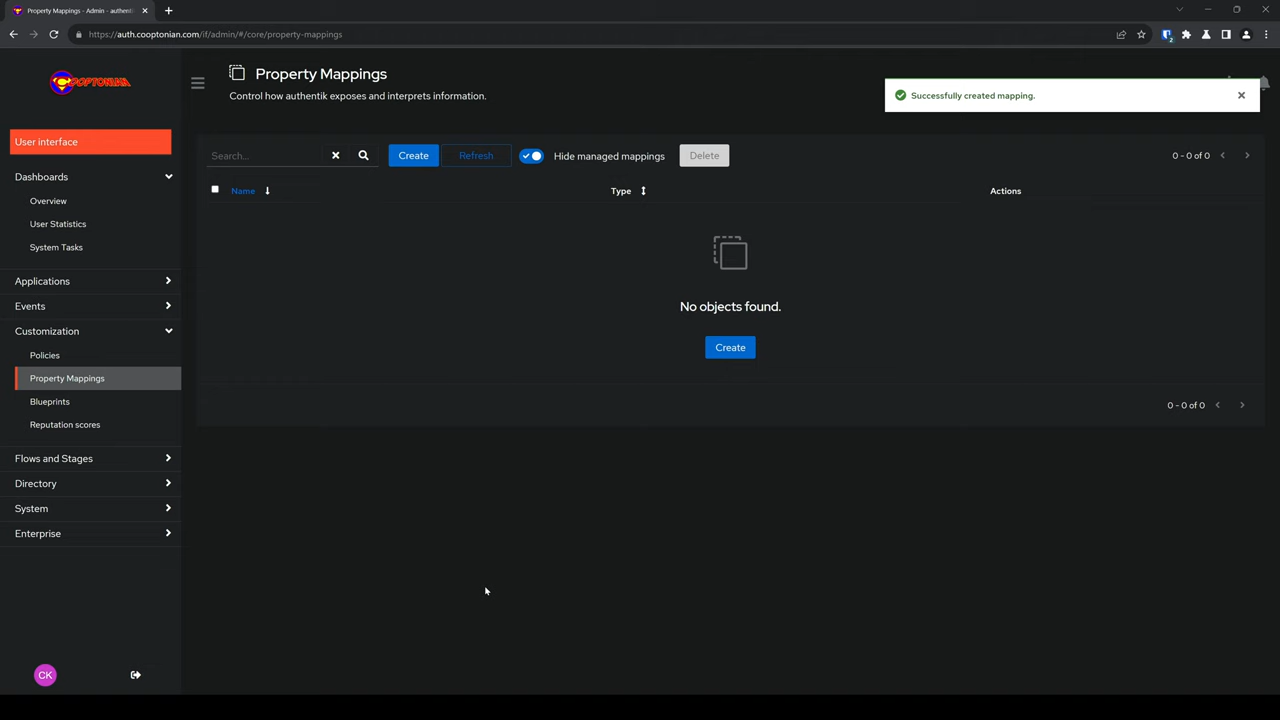 Property Mappings - Admin - authenti
https://auth.cooptonian.com/if/admin/#/core/property-mappings
COOPTONIAN
Property Mappings
Control how authentik exposes and interprets information.
Successfully created mapping.
User interface
Search...
Create
Refresh
Hide managed mappings
Delete
0 - 0 of 0
Dashboards
Name
Type
Actions
Overview
User Statistics
System Tasks
No objects found.
Create
Applications
Events
Customization
Policies
Property Mappings
Blueprints
Reputation scores
0 - 0 of 0
Flows and Stages
Directory
System
Enterprise
CK